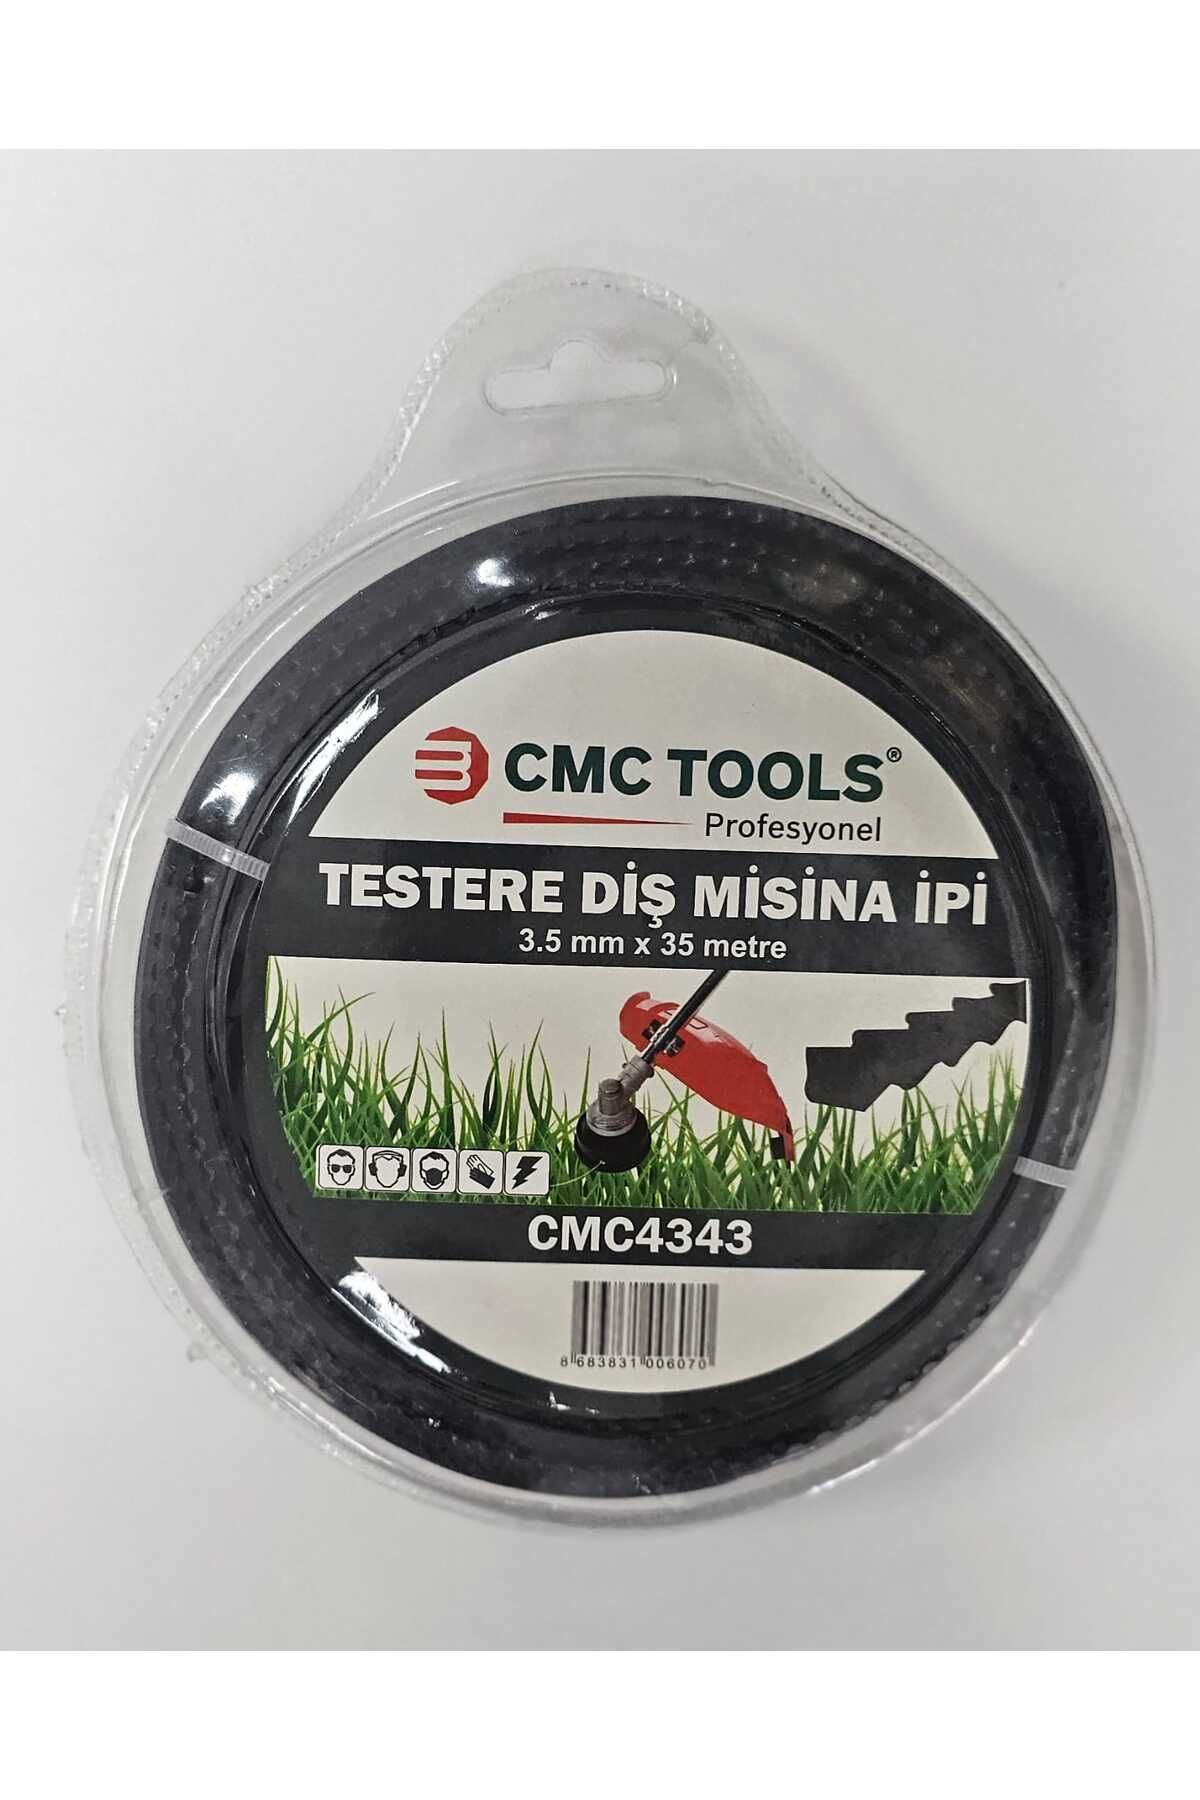 CMC TOOLS®
Profesyonel
TESTERE DİŞ MİSİNA İPİ
3.5 mm x 35 metre
CMC4343
8 683831 006070